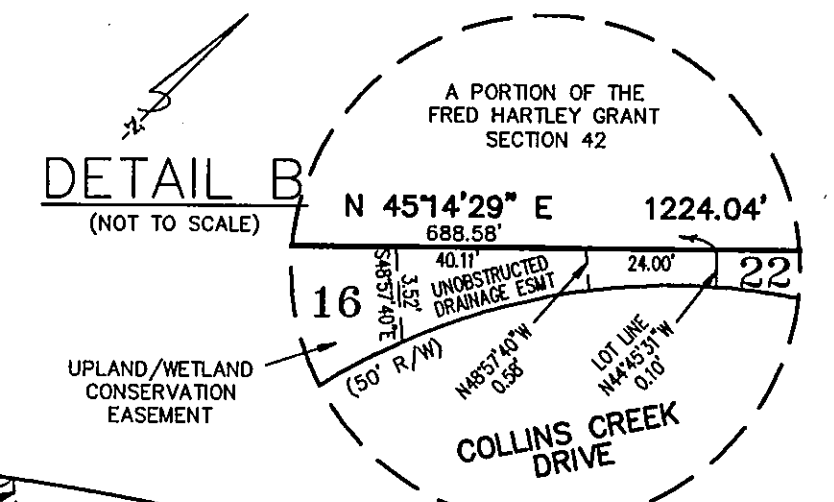 A PORTION OF THE
FRED HARTLEY GRANT
SECTION 42
-N-
DETAIL B
(NOT TO SCALE)
N 45°14'29" E
1224.04'
688.58'
40.11'
24.00'
16
S48°57'40"E
3.52'
UNOBSTRUCTED
DRAINAGE ESMT
22
(50' R/W)
N48°57'40"W
0.58'
LOT LINE
N44°45'31"W
0.10'
UPLAND/WETLAND
CONSERVATION
EASEMENT
COLLINS CREEK
DRIVE